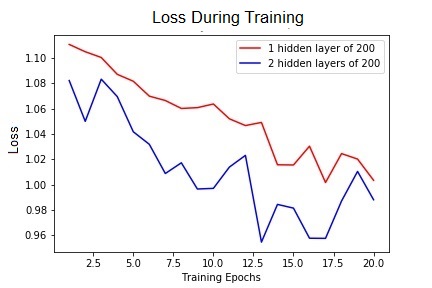 Loss During Training
1 hidden layer of 200
2 hidden layers of 200
Loss
1.10
1.08
1.06
1.04
1.02
1.00
0.98
0.96
2.5 5.0 7.5 10.0 12.5 15.0 17.5 20.0
Training Epochs